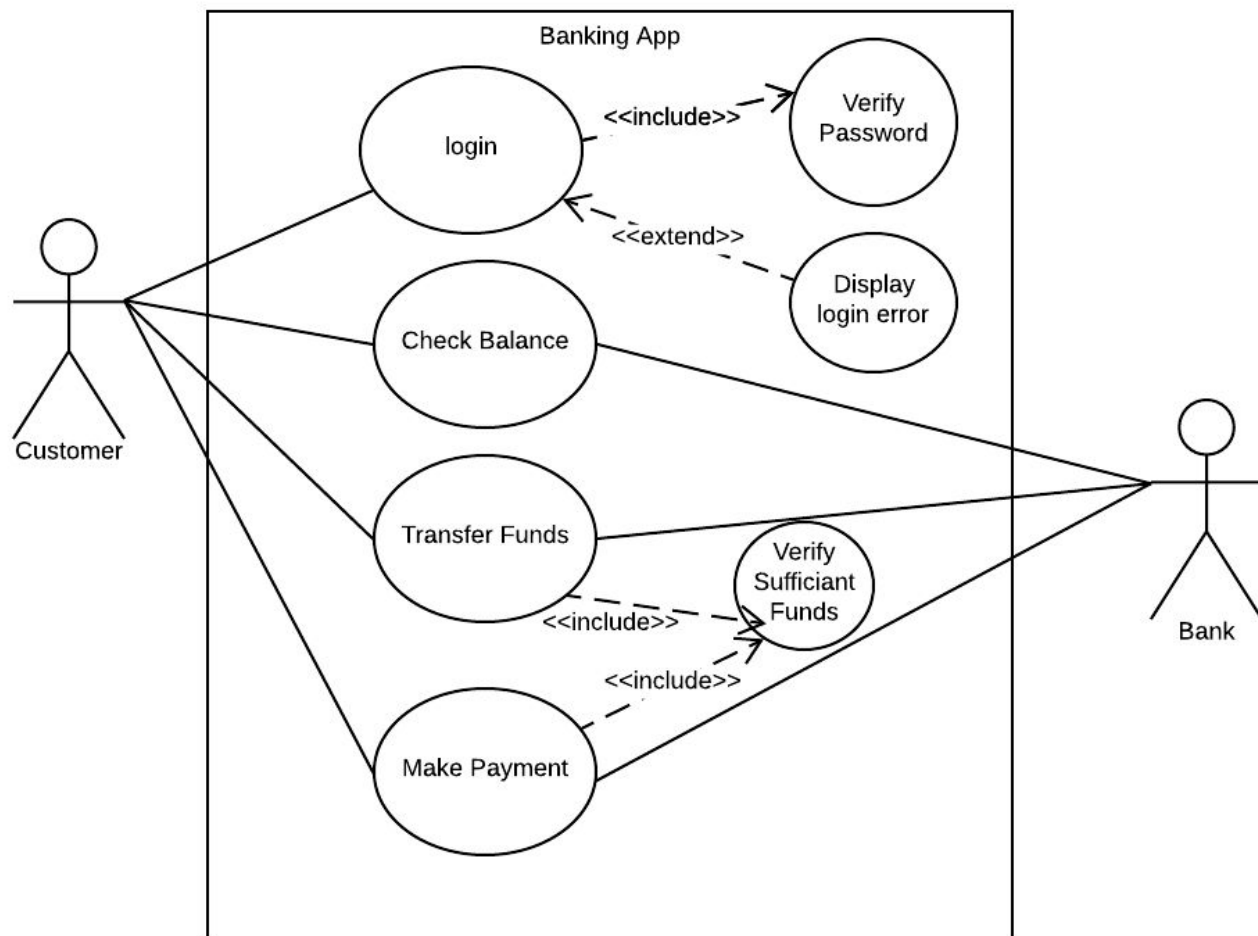 Banking App
login
<<include>>
Verify
Password
<<extend>>
Display
login error
Check Balance
Customer
Transfer Funds
Verify
Sufficiant
Funds
<<include>>
Bank
<<include>>
Make Payment